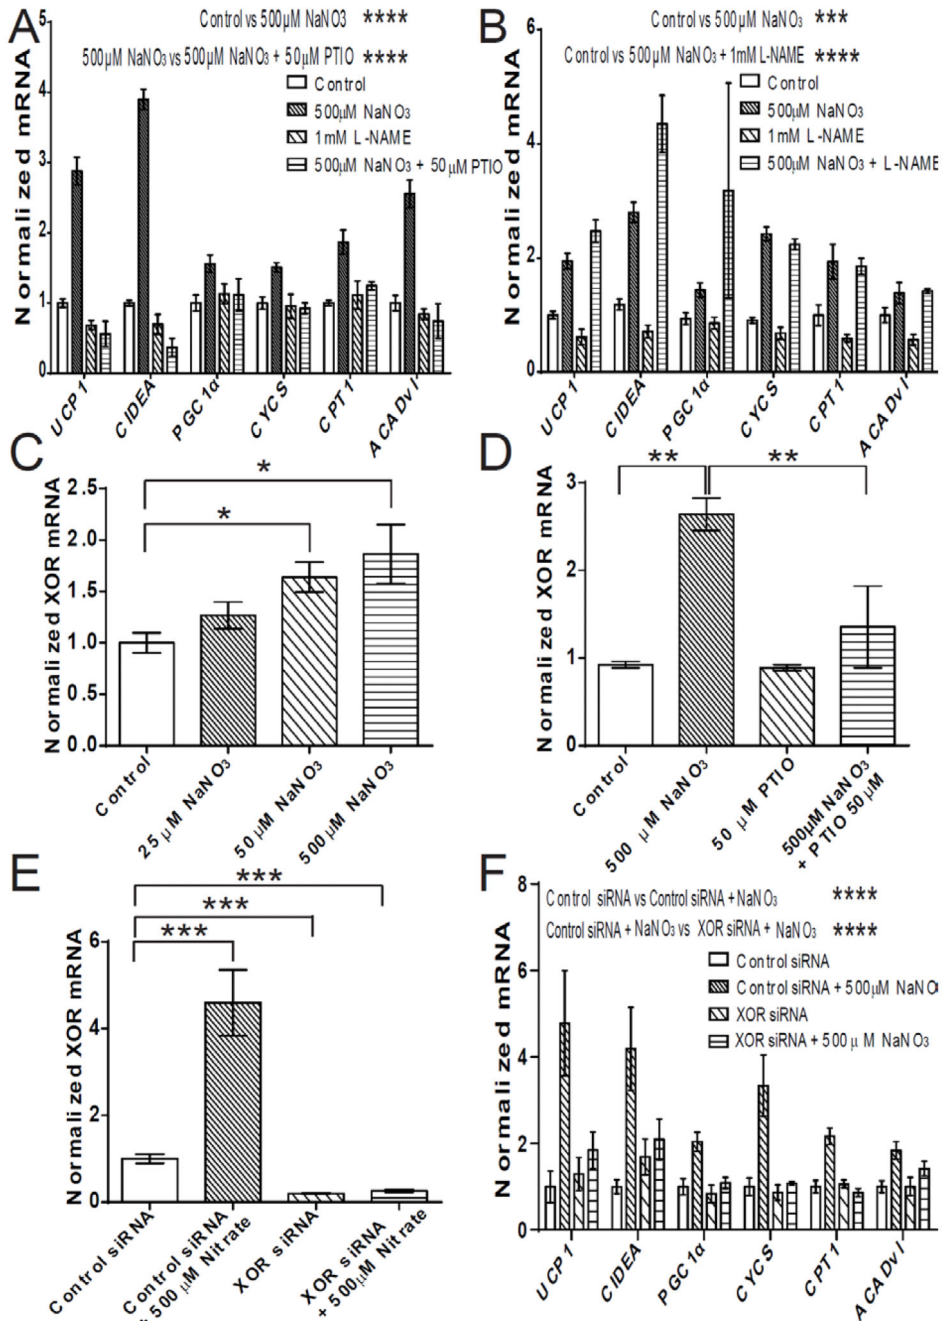 A
Control vs 500µM NaNO3 ****
500µM NaNO₃ vs 500µM NaNO₃ + 50µM PTIO ****
Control
500µM NaNO₃
1mM L-NAME
500µM NaNO₃ + 50µM PTIO
Normalized mRNA
5
4
3
2
1
0
UCP1
CIDEA
PGC1α
CYCS
CPT1
ACADvl
B
Control vs 500µM NaNO₃ ***
Control vs 500µM NaNO₃ + 1mM L-NAME ****
Control
500µM NaNO₃
1mM L-NAME
500µM NaNO₃ + L-NAME
Normalized mRNA
6
4
2
0
UCP1
CIDEA
PGC1α
CYCS
CPT1
ACADvl
C
*
*
Normalized XOR mRNA
2.5
2.0
1.5
1.0
0.5
0.0
Control
25 µM NaNO₃
50 µM NaNO₃
500 µM NaNO₃
D
** **
Normalized XOR mRNA
3
2
1
0
Control
500 µM NaNO₃
50 µM PTIO
500µM NaNO₃
+ PTIO 50 µM
E
***
***
***
Normalized XOR mRNA
6
4
2
0
Control siRNA
Control siRNA
+ 500 µM Nitrate
XOR siRNA
XOR siRNA
+ 500µM Nitrate
F
Control siRNA vs Control siRNA + NaNO₃ ****
Control siRNA + NaNO₃ vs XOR siRNA + NaNO₃ ****
Control siRNA
Control siRNA + 500µM NaNO
XOR siRNA
XOR siRNA + 500 µ M NaNO₃
Normalized mRNA
8
6
4
2
0
UCP1
CIDEA
PGC1α
CYCS
CPT1
ACADvl